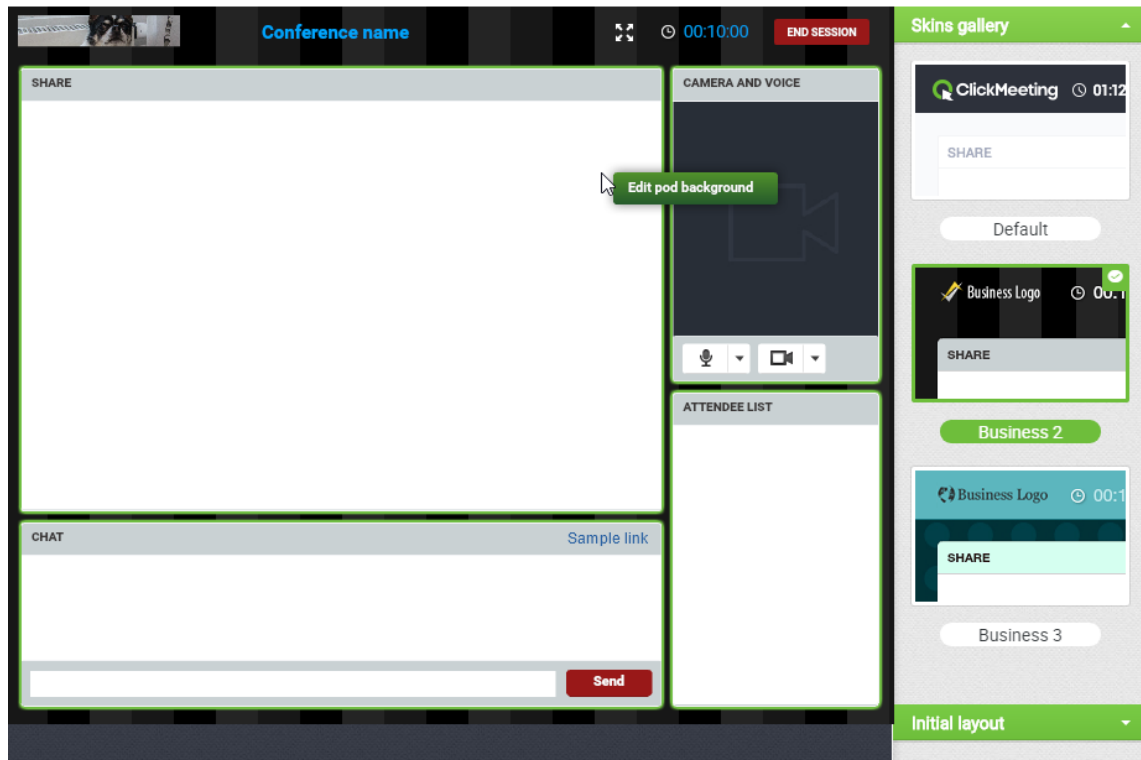 Conference name
00:10:00
END SESSION
SHARE
CAMERA AND VOICE
Edit pod background
ATTENDEE LIST
CHAT
Sample link
Send
Skins gallery
ClickMeeting
01:12
SHARE
Default
Business Logo
00:1
SHARE
Business 2
Business Logo
00:1
SHARE
Business 3
Initial layout